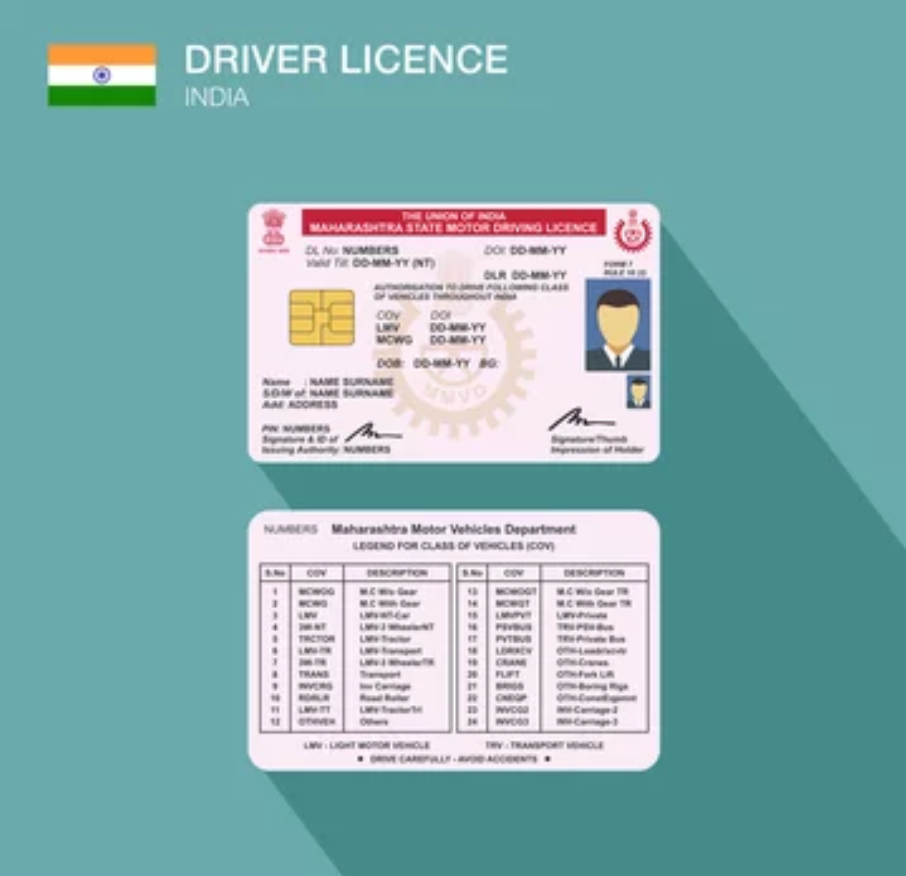 DRIVER LICENCE
INDIA
THE UNION OF INDIA
MAHARASHTRA STATE MOTOR DRIVING LICENCE
DL No: NUMBERS DOI: DD-MM-YY
Valid Till: DD-MM-YY (NT)
DLR DD-MM-YY
FORM 7
RULE 16 (2)
AUTHORISATION TO DRIVE FOLLOWING CLASS
OF VEHICLES THROUGHOUT INDIA
COV DOI
LMV DD-MM-YY
MCWG DD-MM-YY
DOB: DD-MM-YY BG:
MMVD
Name : NAME SURNAME
S/D/W of: NAME SURNAME
Add: ADDRESS
PIN: NUMBERS
Signature & ID of
Issuing Authority: NUMBERS
Signature/Thumb
Impression of Holder
NUMBERS Maharashtra Motor Vehicles Department
LEGEND FOR CLASS OF VEHICLES (COV)
S.No COV DESCRIPTION S.No COV DESCRIPTION
1 MCWOG M.C W/o Gear 13 MCWOGT M.C W/o Gear TR
2 MCWG M.C With Gear 14 MCWGT M.C With Gear TR
3 LMV LMV-NT-Car 15 LMVPVT LMV-Private
4 3W-NT LMV-3 WheelerNT 16 PSVBUS TRV-PSV-Bus
5 TRCTOR LMV-Tractor 17 PVTBUS TRV-Private Bus
6 LMV-TR LMV-Transport 18 LDRXCV
7 3W-TR LMV-3 WheelerTR 19 CRANE OTH-Cranes
8 TRANS Transport 20 FLIFT OTH-Fork Lift
9 INVCRG Inv Carriage 21 BRIGS OTH-Boring Rigs
10 RDRLR Road Roller 22 CNEQP
11 LMV-TT LMV-TractorTrl 23 INVCG2 INV-Carriage-2
12 OTHVEH Others 24 INVCG3 INV-Carriage-3
LMV - LIGHT MOTOR VEHICLE TRV - TRANSPORT VEHICLE
DRIVE CAREFULLY - AVOID ACCIDENTS